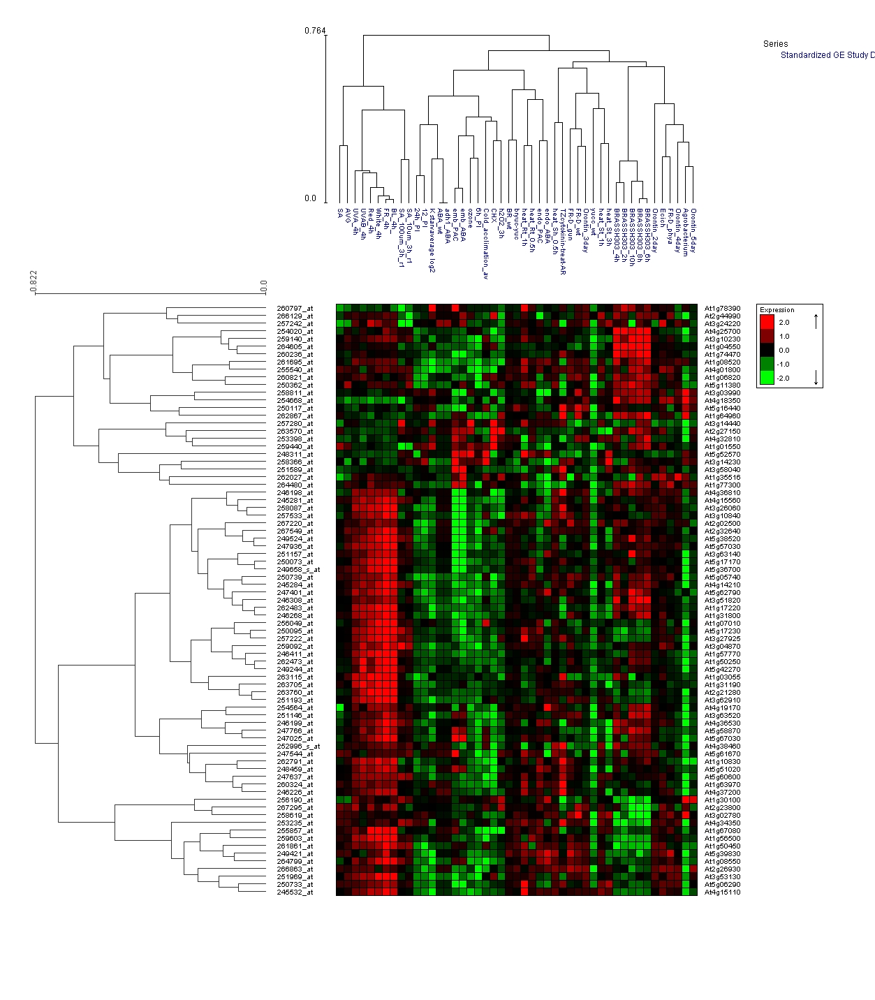 0.764
Series
Standardized GE Study D
0.0
SA
AVG
UVA_4h
UVAB_4h
Red_4h
White_4h
FR_4h
BL_4h
SA_100um_3h_r1
SA_10um_3h_r1
24h_PI
12_PI
K starvaverage log2
ABA_wt
adh1_ABA
emb_PAC
emb_ABA
ozone
6h_PI
Cold_acclimation_av
CHX
h2O2_3h
BR_wt
bryuc-yuc
heat_Rt_1h
heat_Rt_0.5h
endo_PAC
endo_ABA
heat_Sh_0.5h
TZcytokinin-treat-AR
FR-D_gun
FR-D_wt
Orontin_3day
yucc_wt
heat_St_1h
heat_St_3h
BRASSH303_4h
BRASSH303_2h
BRASSH303_10h
BRASSH303_8h
BRASSH303_6h
Orontin_2day
Ecich
FR-D_phya
Orontin_4day
Agrobacterium
Orontin_5day
0.822
0.0
260797_at At1g78390
266129_at At2g44990
257242_at At3g24220
254020_at At4g25700
259140_at At3g10230
264605_at At1g04550
260236_at At1g74470
261695_at At1g08520
255540_at At4g01800
260821_at At1g06820
250362_at At5g11380
258811_at At3g03990
254668_at At4g18350
250117_at At5g16440
262867_at At1g64960
257280_at At3g14440
263570_at At2g27150
253398_at At4g32810
259440_at At1g01550
248311_at At5g52570
258366_at At3g14230
251589_at At3g58040
262027_at At1g35516
264480_at At1g77300
246198_at At4g36810
245281_at At4g15560
258087_at At3g26060
257533_at At3g10840
267220_at At2g02500
267549_at At2g32640
249524_at At5g38520
247936_at At5g57030
251157_at At3g63140
250073_at At5g17170
249658_s_at At5g36700
250739_at At5g05740
245284_at At4g14210
247401_at At5g62790
246308_at At3g51820
262483_at At1g17220
246268_at At1g31800
256049_at At1g07010
250095_at At5g17230
257222_at At3g27925
259092_at At3g04870
246411_at At1g57770
262473_at At1g50250
249244_at At5g42270
263115_at At1g03055
263705_at At1g31190
263760_at At2g21280
251193_at At3g62910
254564_at At4g19170
251146_at At3g63520
246199_at At4g36530
247766_at At5g58870
247025_at At5g67030
252996_s_at At4g38460
247544_at At5g61670
262791_at At1g10830
248459_at At5g51020
247637_at At5g60600
260324_at At1g63970
246226_at At4g37200
256190_at At1g30100
267295_at At2g23800
258619_at At3g02780
253235_at At4g34350
255857_at At1g67080
259603_at At1g56500
261861_at At1g50450
249421_at At5g39830
264799_at At1g08550
266863_at At2g26930
251969_at At3g53130
250733_at At5g06290
245532_at At4g15110
Expression
2.0
1.0
0.0
-1.0
-2.0